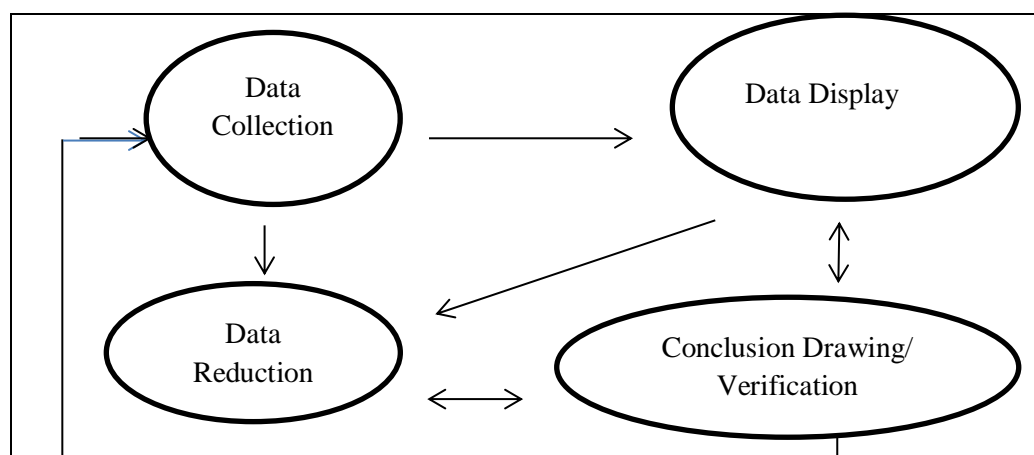 Data
Collection
Data Display
Data
Reduction
Conclusion Drawing/
Verification